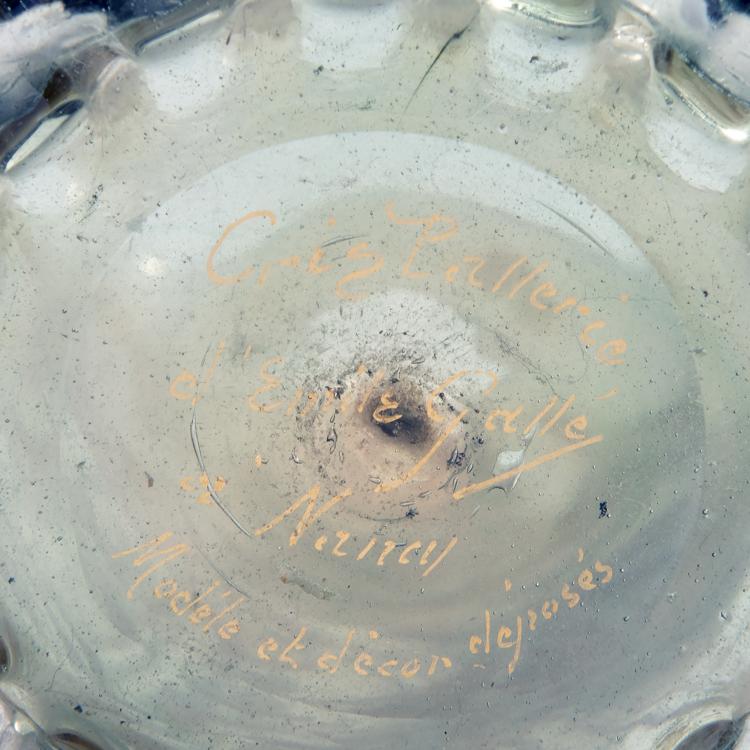 Cristallerie
d'Emile Gallé
à Nancy
Modèle et décor déposés